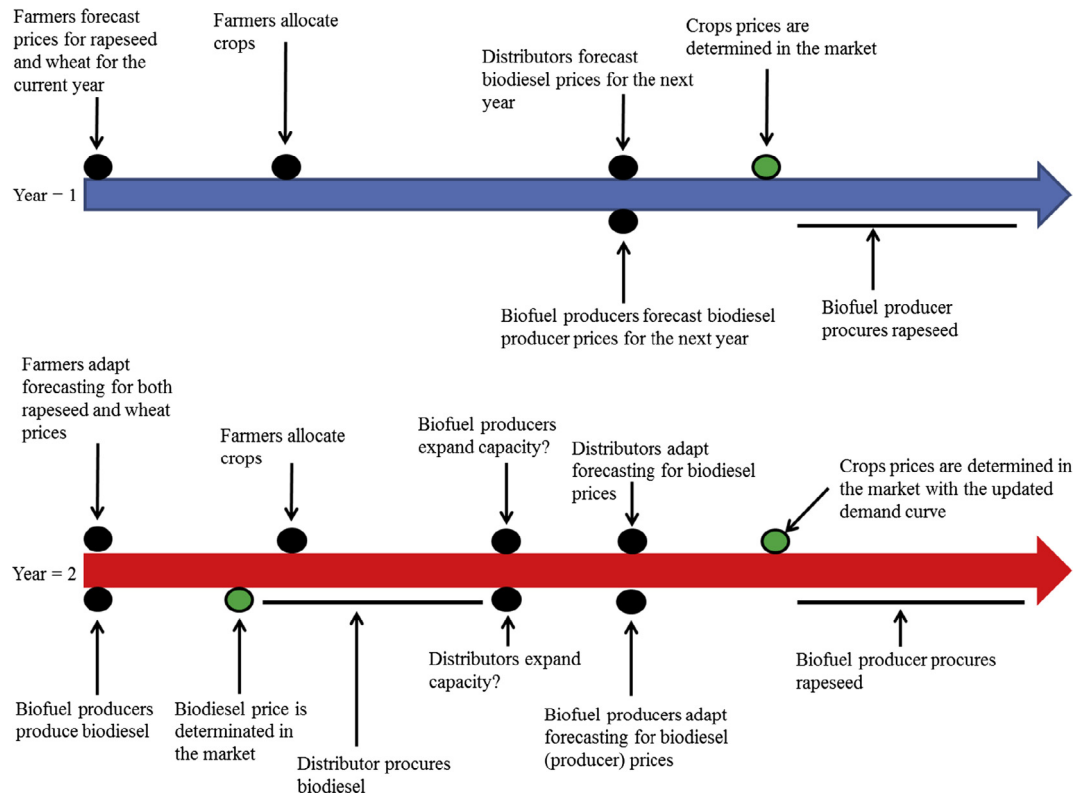 Farmers forecast
prices for rapeseed
and wheat for the
current year
Farmers allocate
crops
Distributors forecast
biodiesel prices for the next
year
Crops prices are
determined in the market
Year − 1
Biofuel producers forecast biodiesel
producer prices for the next year
Biofuel producer
procures rapeseed
Farmers adapt
forecasting for both
rapeseed and wheat
prices
Farmers allocate
crops
Biofuel producers
expand capacity?
Distributors adapt
forecasting for biodiesel
prices
Crops prices are determined in
the market with the updated
demand curve
Year = 2
Biofuel producers
produce biodiesel
Biodiesel price is
determinated in
the market
Distributor procures
biodiesel
Distributors expand
capacity?
Biofuel producers adapt
forecasting for biodiesel
(producer) prices
Biofuel producer procures
rapeseed